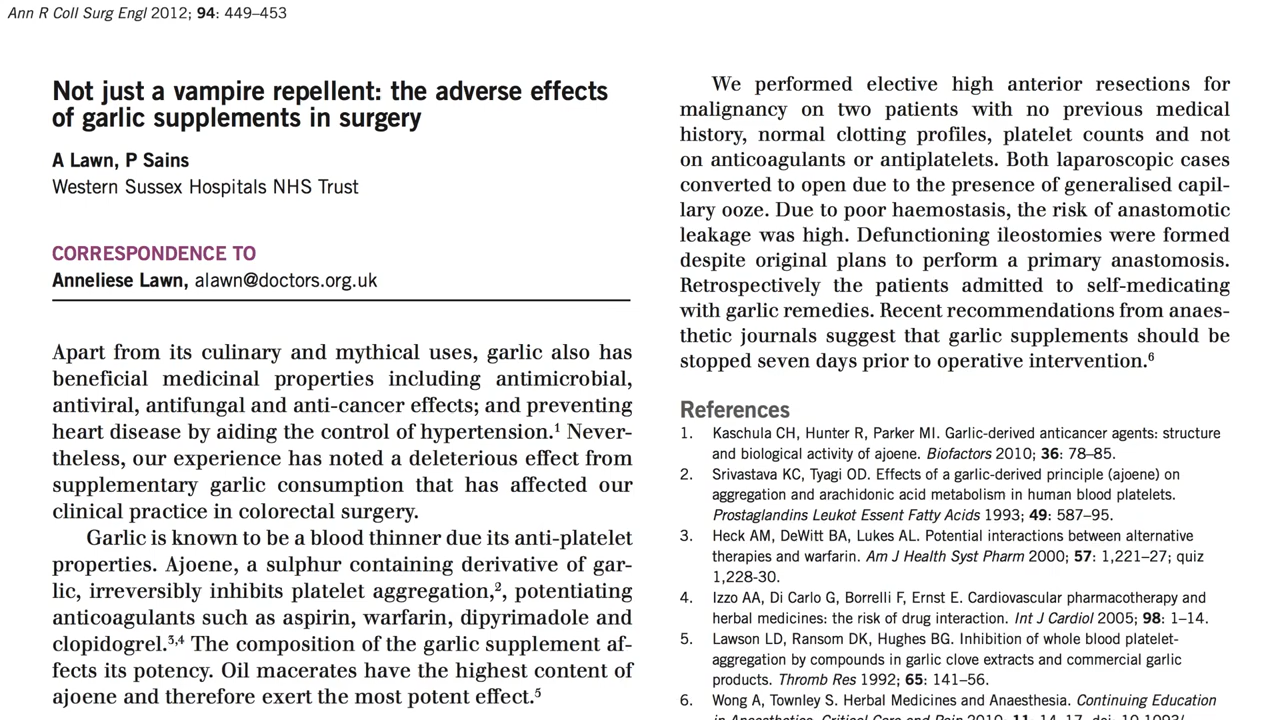 Ann R Coll Surg Engl 2012; 94: 449–453
Not just a vampire repellent: the adverse effects
of garlic supplements in surgery
A Lawn, P Sains
Western Sussex Hospitals NHS Trust
CORRESPONDENCE TO
Anneliese Lawn, alawn@doctors.org.uk
Apart from its culinary and mythical uses, garlic also has
beneficial medicinal properties including antimicrobial,
antiviral, antifungal and anti-cancer effects; and preventing
heart disease by aiding the control of hypertension.1 Never-
theless, our experience has noted a deleterious effect from
supplementary garlic consumption that has affected our
clinical practice in colorectal surgery.
Garlic is known to be a blood thinner due its anti-platelet
properties. Ajoene, a sulphur containing derivative of gar-
lic, irreversibly inhibits platelet aggregation,2, potentiating
anticoagulants such as aspirin, warfarin, dipyrimadole and
clopidogrel.3,4 The composition of the garlic supplement af-
fects its potency. Oil macerates have the highest content of
ajoene and therefore exert the most potent effect.5
We performed elective high anterior resections for
malignancy on two patients with no previous medical
history, normal clotting profiles, platelet counts and not
on anticoagulants or antiplatelets. Both laparoscopic cases
converted to open due to the presence of generalised capil-
lary ooze. Due to poor haemostasis, the risk of anastomotic
leakage was high. Defunctioning ileostomies were formed
despite original plans to perform a primary anastomosis.
Retrospectively the patients admitted to self-medicating
with garlic remedies. Recent recommendations from anaes-
thetic journals suggest that garlic supplements should be
stopped seven days prior to operative intervention.6
References
1. Kaschula CH, Hunter R, Parker MI. Garlic-derived anticancer agents: structure
and biological activity of ajoene. Biofactors 2010; 36: 78–85.
2. Srivastava KC, Tyagi OD. Effects of a garlic-derived principle (ajoene) on
aggregation and arachidonic acid metabolism in human blood platelets.
Prostaglandins Leukot Essent Fatty Acids 1993; 49: 587–95.
3. Heck AM, DeWitt BA, Lukes AL. Potential interactions between alternative
therapies and warfarin. Am J Health Syst Pharm 2000; 57: 1,221–27; quiz
1,228-30.
4. Izzo AA, Di Carlo G, Borrelli F, Ernst E. Cardiovascular pharmacotherapy and
herbal medicines: the risk of drug interaction. Int J Cardiol 2005; 98: 1–14.
5. Lawson LD, Ransom DK, Hughes BG. Inhibition of whole blood platelet-
aggregation by compounds in garlic clove extracts and commercial garlic
products. Thromb Res 1992; 65: 141–56.
6. Wong A, Townley S. Herbal Medicines and Anaesthesia. Continuing Education
in Anaesthesia, Critical Care and Pain 2010; 11: 14–17. doi: 10.1093/